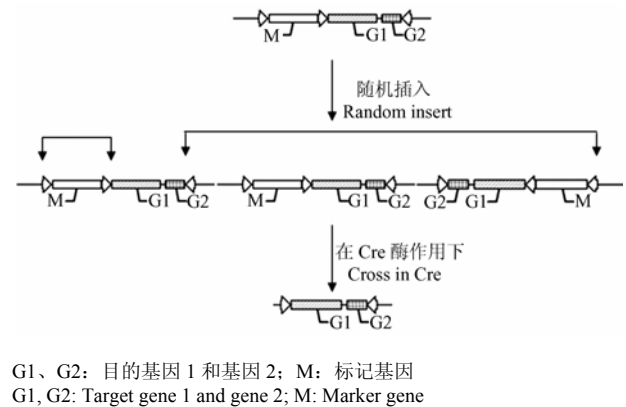 M G1 G2
随机插入
Random insert
M G1 G2 M G1 G2 G2 G1 M
在 Cre 酶作用下
Cross in Cre
G1 G2
G1、G2：目的基因 1 和基因 2；M：标记基因
G1, G2: Target gene 1 and gene 2; M: Marker gene